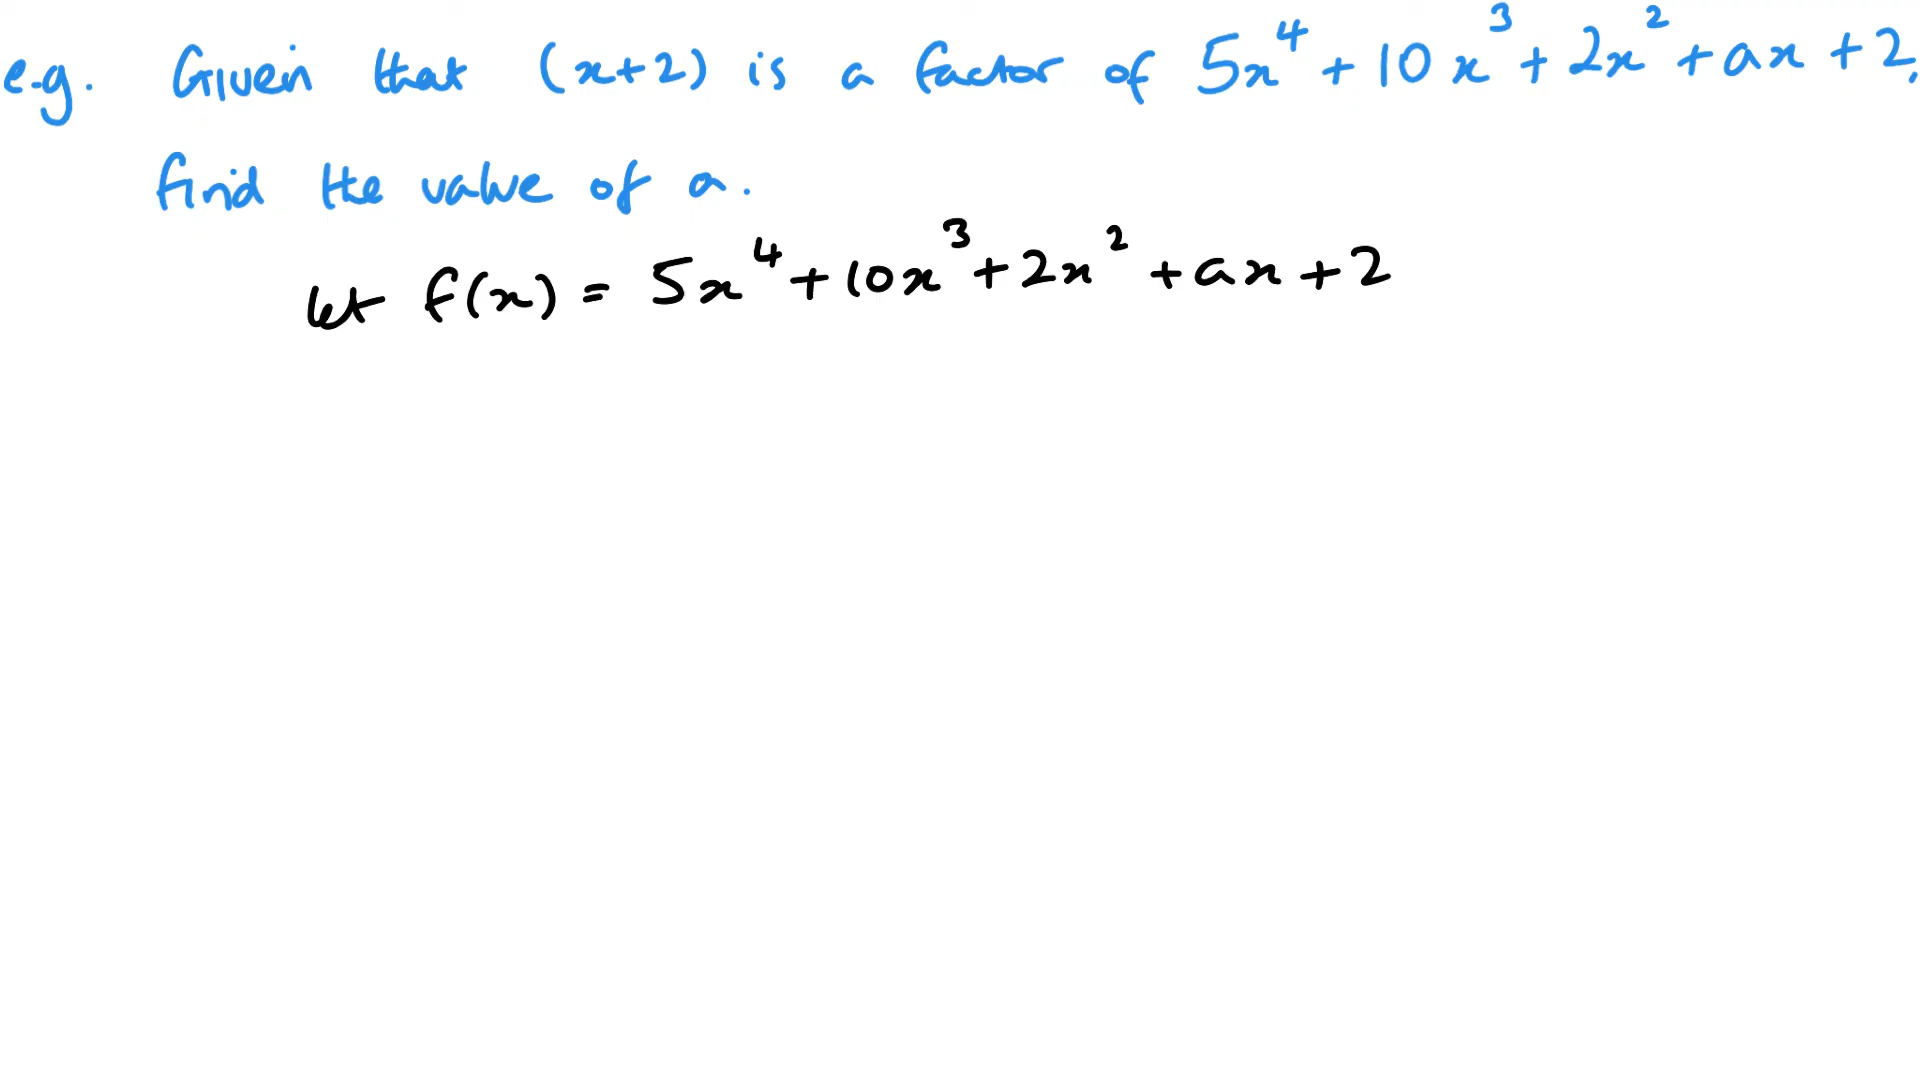 e.g. Given that (x+2) is a factor of 5x⁴ + 10x³ + 2x² + ax + 2,
find the value of a.
let f(x) = 5x⁴ + 10x³ + 2x² + ax + 2